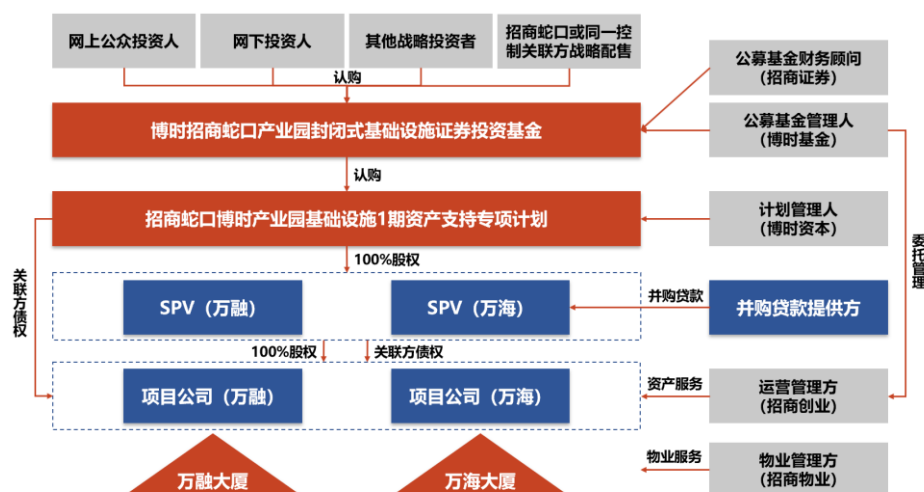 网上公众投资人
网下投资人
其他战略投资者
招商蛇口或同一控
制关联方战略配售
公募基金财务顾问
(招商证券)
认购
博时招商蛇口产业园封闭式基础设施证券投资基金
公募基金管理人
(博时基金)
认购
招商蛇口博时产业园基础设施1期资产支持专项计划
计划管理人
(博时资本)
100%股权
关联方债权
委托管理
SPV（万融）
SPV（万海）
并购贷款
并购贷款提供方
100%股权
关联方债权
项目公司（万融）
项目公司（万海）
资产服务
运营管理方
(招商创业)
万融大厦
万海大厦
物业服务
物业管理方
(招商物业)